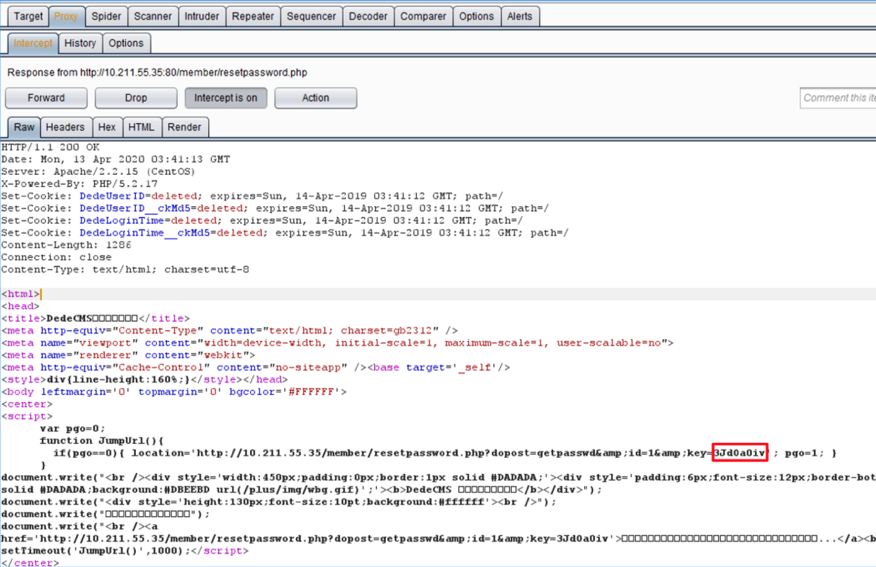 Target Proxy Spider Scanner Intruder Repeater Sequencer Decoder Comparer Options Alerts
Intercept History Options
Response from http://10.211.55.35:80/member/resetpassword.php
Forward Drop Intercept is on Action Comment this ite
Raw Headers Hex HTML Render
HTTP/1.1 200 OK
Date: Mon, 13 Apr 2020 03:41:13 GMT
Server: Apache/2.2.15 (CentOS)
X-Powered-By: PHP/5.2.17
Set-Cookie: DedeUserID=deleted; expires=Sun, 14-Apr-2019 03:41:12 GMT; path=/
Set-Cookie: DedeUserID__ckMd5=deleted; expires=Sun, 14-Apr-2019 03:41:12 GMT; path=/
Set-Cookie: DedeLoginTime=deleted; expires=Sun, 14-Apr-2019 03:41:12 GMT; path=/
Set-Cookie: DedeLoginTime__ckMd5=deleted; expires=Sun, 14-Apr-2019 03:41:12 GMT; path=/
Content-Length: 1286
Connection: close
Content-Type: text/html; charset=utf-8
<html>
<head>
<title>DedeCMS□□□□□□□</title>
<meta http-equiv="Content-Type" content="text/html; charset=gb2312" />
<meta name="viewport" content="width=device-width, initial-scale=1, maximum-scale=1, user-scalable=no">
<meta name="renderer" content="webkit">
<meta http-equiv="Cache-Control" content="no-siteapp" /><base target='_self'/>
<style>div{line-height:160%;}</style></head>
<body leftmargin='0' topmargin='0' bgcolor='#FFFFFF'>
<center>
<script>
var pgo=0;
function JumpUrl(){
if(pgo==0){ location='http://10.211.55.35/member/resetpassword.php?dopost=getpasswd&amp;id=1&amp;key=3Jd0a0iv'; pgo=1; }
}
document.write("<br /><div style='width:450px;padding:0px;border:1px solid #DADADA;'><div style='padding:6px;font-size:12px;border-bot
solid #DADADA;background:#DBEEBD url(/plus/img/wbg.gif)';'><b>DedeCMS □□□□□□□□□</b></div>");
document.write("<div style='height:130px;font-size:10pt;background:#ffffff'><br />");
document.write("□□□□□□□□□□□□□");
document.write("<br /><a
href='http://10.211.55.35/member/resetpassword.php?dopost=getpasswd&amp;id=1&amp;key=3Jd0a0iv'>□□□□□□□□□□□□□□□□□□□□□□□□□□□□□□...</a><b
setTimeout('JumpUrl()',1000);</script>
</center>